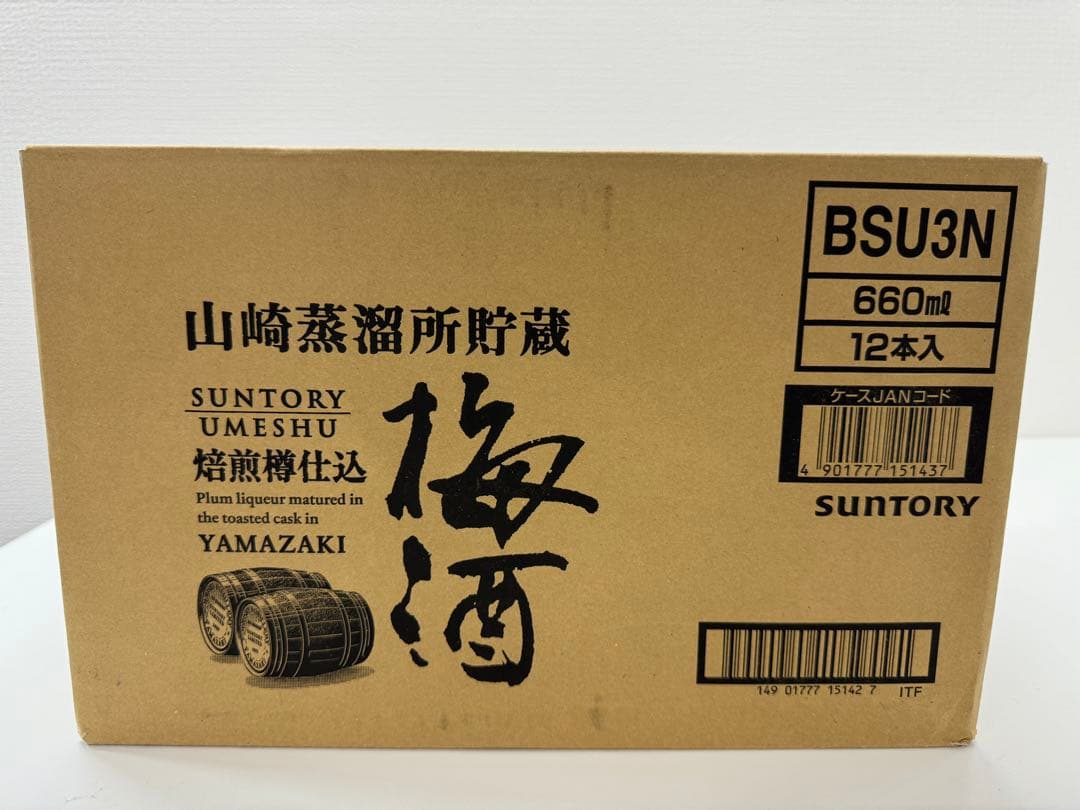 山崎蒸溜所貯蔵
SUNTORY
UMESHU
焙煎樽仕込
Plum liqueur matured in
the toasted cask in
YAMAZAKI
梅酒
BSU3N
660ml
12本入
ケースJANコード
4 901777 151437
SUNTORY
149 01777 15142 7 ITF